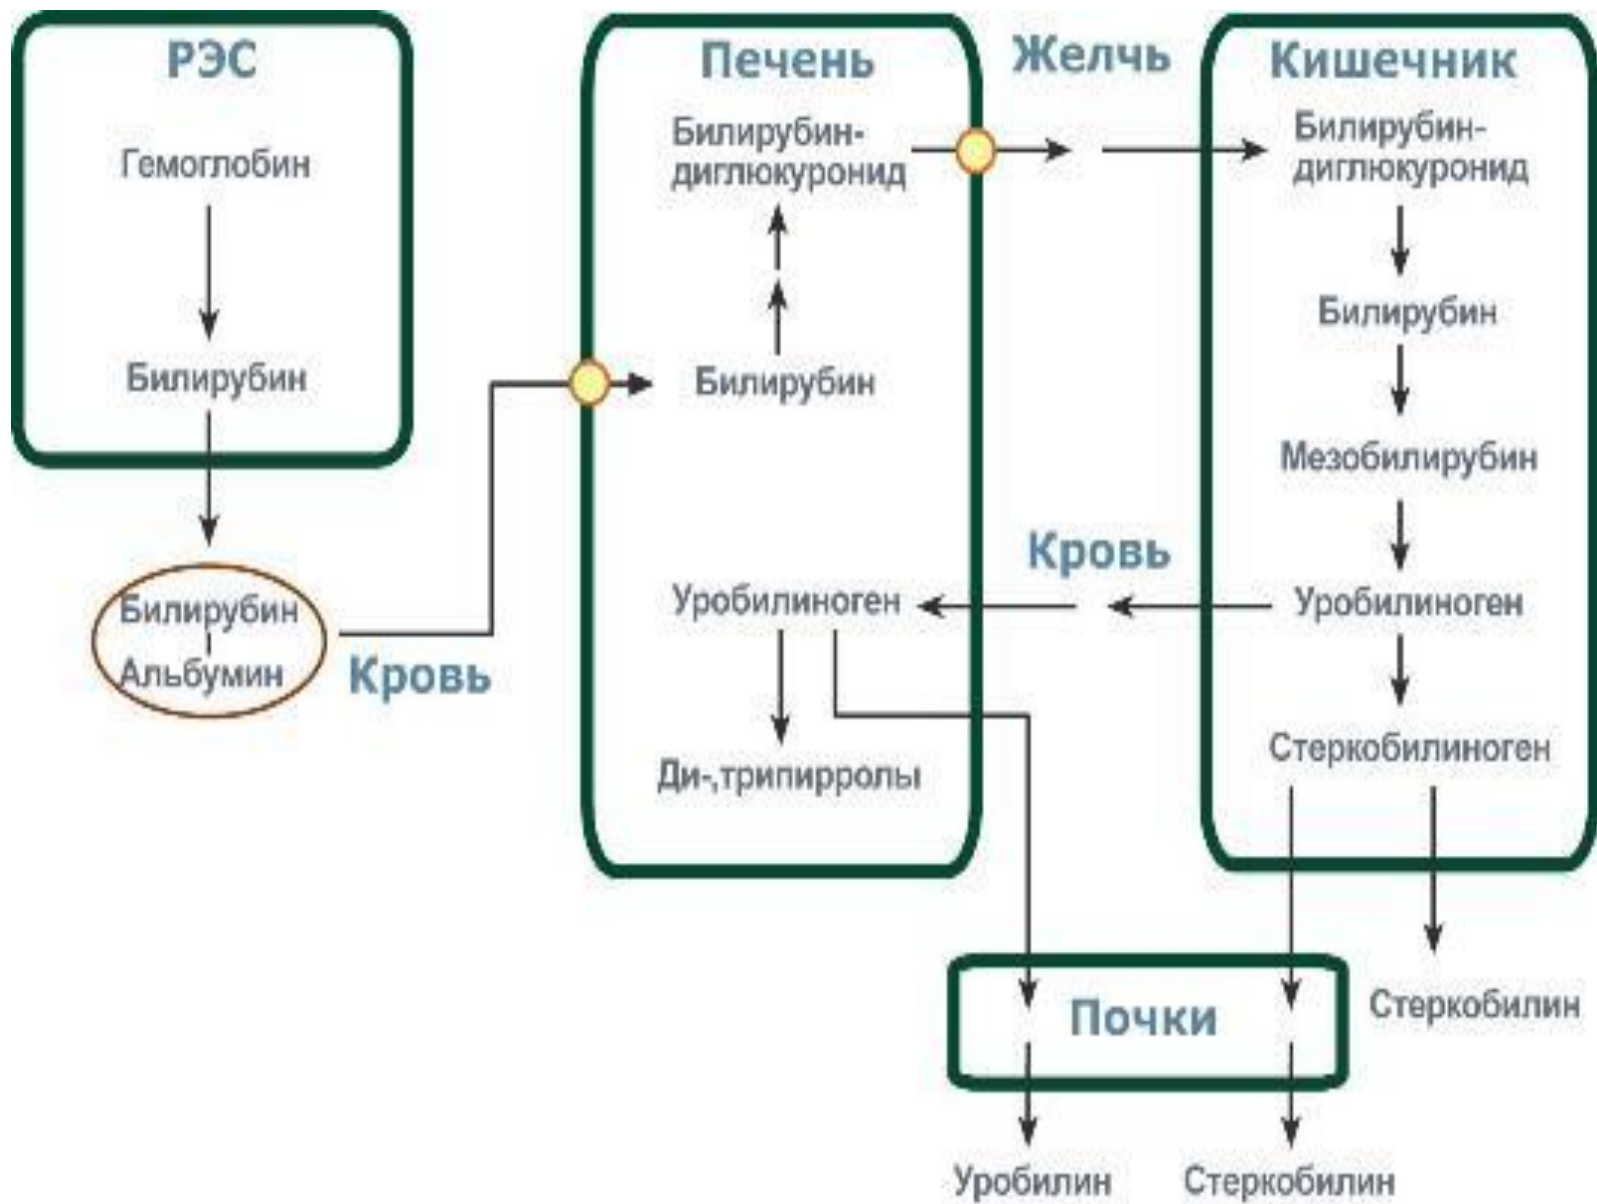 РЭС
Гемоглобин
Билирубин
Билирубин
Альбумин
Кровь
Печень
Билирубин-
диглюкуронид
Билирубин
Уробилиноген
Ди-,трипирролы
Желчь
Кровь
Кишечник
Билирубин-
диглюкуронид
Билирубин
Мезобилирубин
Уробилиноген
Стеркобилиноген
Стеркобилин
Почки
Уробилин
Стеркобилин